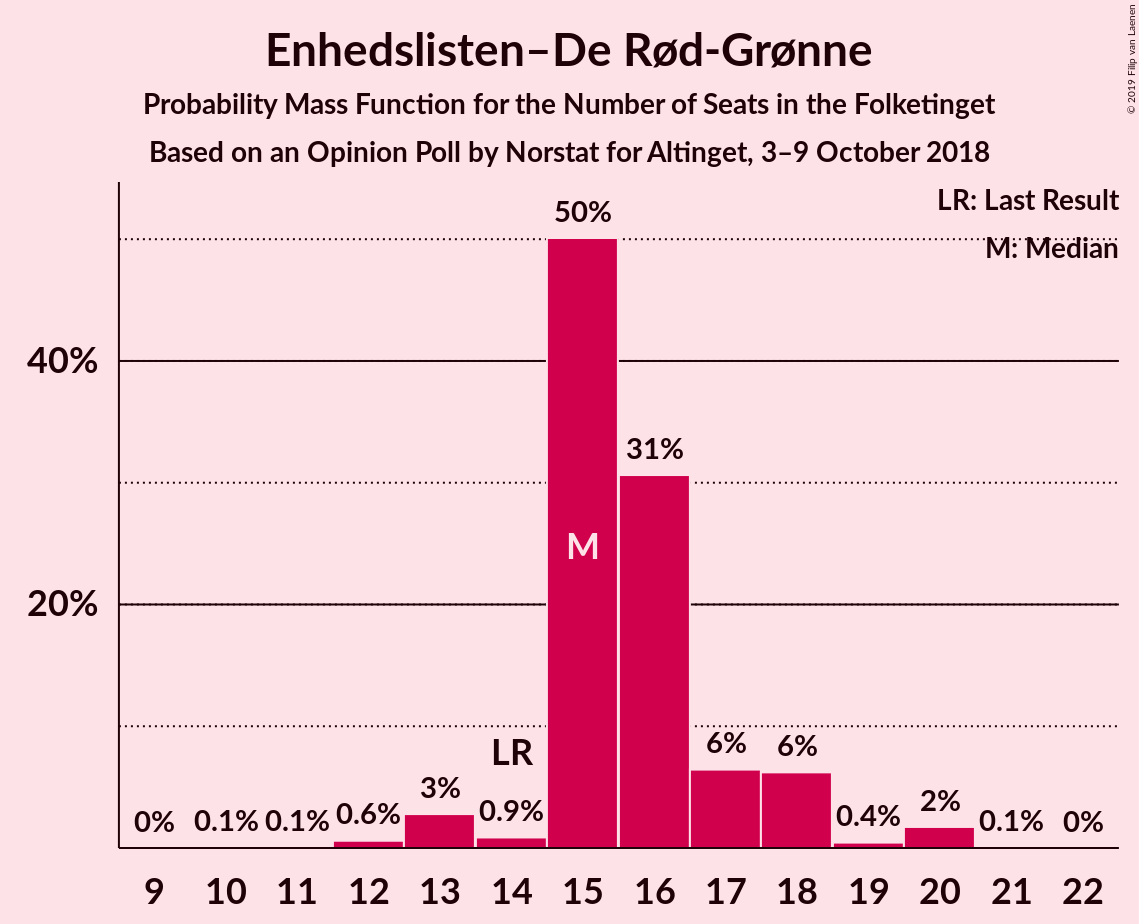 Enhedslisten–De Rød-Grønne
Probability Mass Function for the Number of Seats in the Folketinget
Based on an Opinion Poll by Norstat for Altinget, 3–9 October 2018
© 2019 Filip van Laenen
LR: Last Result
M: Median
40%
20%
0%
0.1%
0.1%
0.6%
3%
LR
0.9%
50%
M
31%
6%
6%
0.4%
2%
0.1%
0%
9 10 11 12 13 14 15 16 17 18 19 20 21 22